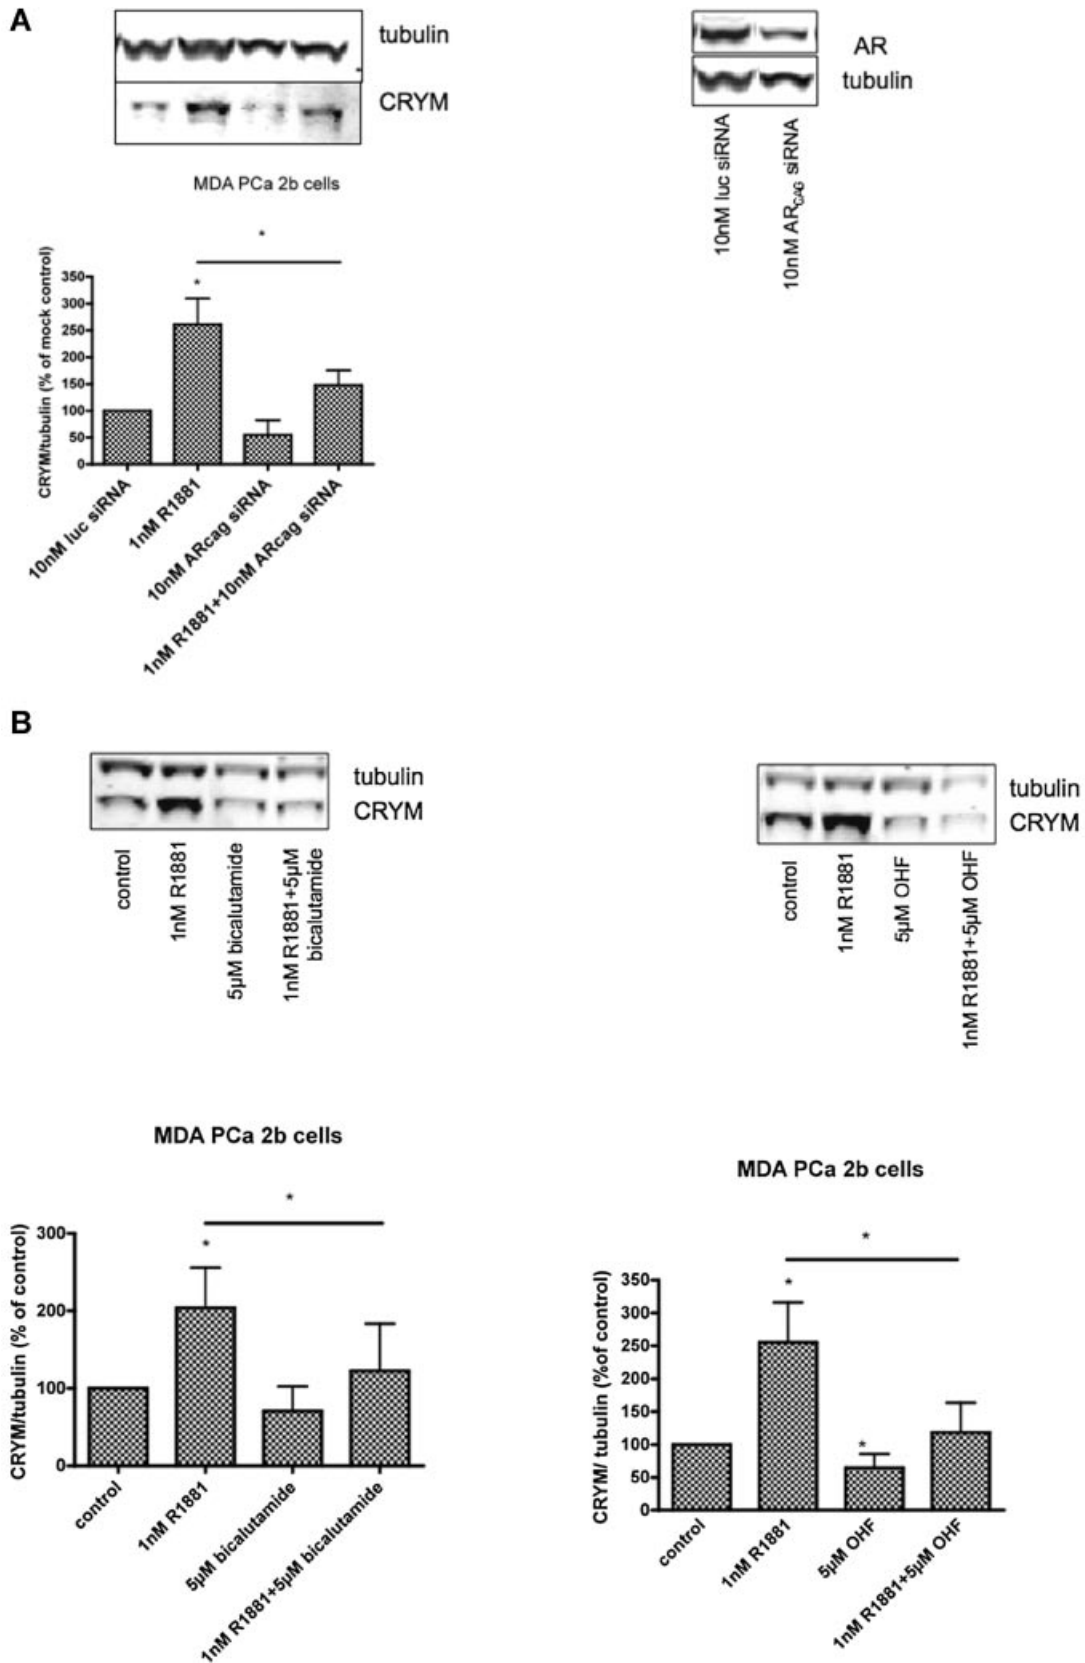 A
tubulin
CRYM
AR
tubulin
10nM luc siRNA
10nM ARCAG siRNA
MDA PCa 2b cells
*
*
CRYM/tubulin (% of mock control)
350
300
250
200
150
100
50
0
10nM luc siRNA
1nM R1881
10nM ARcag siRNA
1nM R1881+10nM ARcag siRNA
B
tubulin
CRYM
control
1nM R1881
5µM bicalutamide
1nM R1881+5µM
bicalutamide
tubulin
CRYM
control
1nM R1881
5µM OHF
1nM R1881+5µM OHF
MDA PCa 2b cells
*
*
CRYM/tubulin (% of control)
300
200
100
0
control
1nM R1881
5µM bicalutamide
1nM R1881+5µM bicalutamide
MDA PCa 2b cells
*
*
*
CRYM/ tubulin (%of control)
350
300
250
200
150
100
50
0
control
1nM R1881
5µM OHF
1nM R1881+5µM OHF